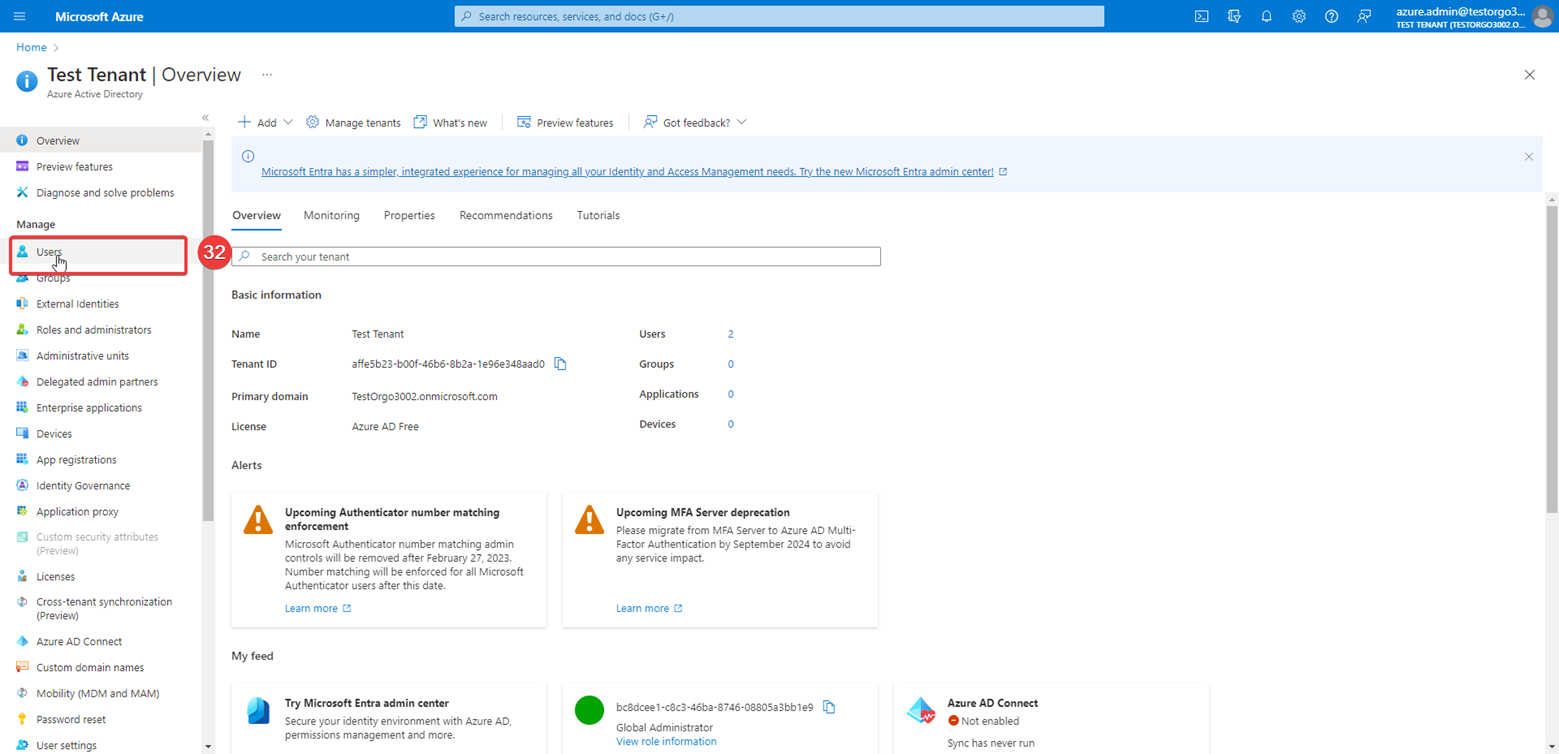 Microsoft Azure
Search resources, services, and docs (G+/)
azure.admin@testorgo3...
TEST TENANT (TESTORGO3002.O...
Home
Test Tenant | Overview ...
Azure Active Directory
Overview
Preview features
Diagnose and solve problems
Manage
Users
Groups
External Identities
Roles and administrators
Administrative units
Delegated admin partners
Enterprise applications
Devices
App registrations
Identity Governance
Application proxy
Custom security attributes
(Preview)
Licenses
Cross-tenant synchronization
(Preview)
Azure AD Connect
Custom domain names
Mobility (MDM and MAM)
Password reset
User settings
32
Add
Manage tenants
What's new
Preview features
Got feedback?
Microsoft Entra has a simpler, integrated experience for managing all your Identity and Access Management needs. Try the new Microsoft Entra admin center!
Overview
Monitoring
Properties
Recommendations
Tutorials
Search your tenant
Basic information
Name Test Tenant
Tenant ID affe5b23-b00f-46b6-8b2a-1e96e348aad0
Primary domain TestOrgo3002.onmicrosoft.com
License Azure AD Free
Users 2
Groups 0
Applications 0
Devices 0
Alerts
Upcoming Authenticator number matching
enforcement
Microsoft Authenticator number matching admin
controls will be removed after February 27, 2023.
Number matching will be enforced for all Microsoft
Authenticator users after this date.
Learn more
Upcoming MFA Server deprecation
Please migrate from MFA Server to Azure AD Multi-
Factor Authentication by September 2024 to avoid
any service impact.
Learn more
My feed
Try Microsoft Entra admin center
Secure your identity environment with Azure AD,
permissions management and more.
bc8dcee1-c8c3-46ba-8746-08805a3bb1e9
Global Administrator
View role information
Azure AD Connect
Not enabled
Sync has never run